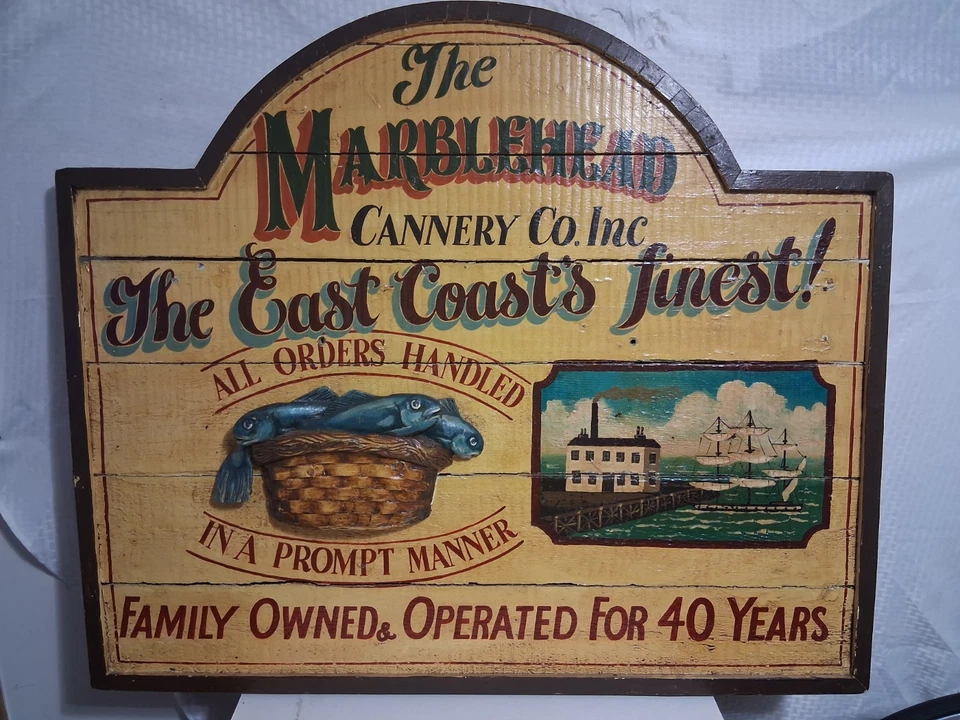 The
MARBLEHEAD
CANNERY Co. Inc
The East Coast's finest!
ALL ORDERS HANDLED
IN A PROMPT MANNER
FAMILY OWNED & OPERATED FOR 40 YEARS